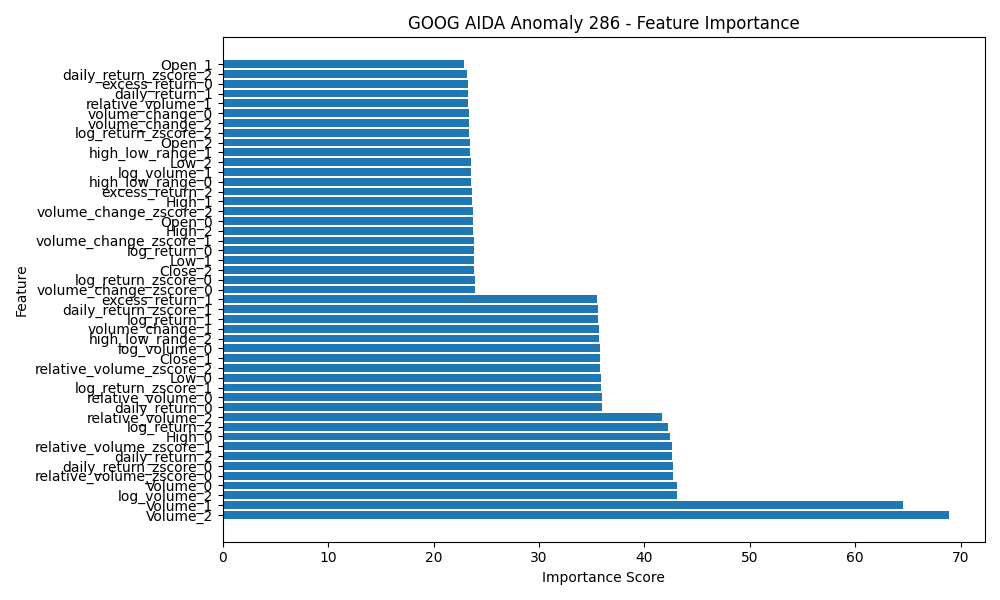 GOOG AIDA Anomaly 286 - Feature Importance
Open_1
daily_return_zscore_2
excess_return_0
daily_return_1
relative_volume_1
volume_change_0
volume_change_2
log_return_zscore_2
Open_2
high_low_range_1
Low_2
log_volume_1
high_low_range_0
excess_return_2
High_1
volume_change_zscore_2
Open_0
High_2
volume_change_zscore_1
log_return_0
Low_1
Close_2
log_return_zscore_0
volume_change_zscore_0
excess_return_1
daily_return_zscore_1
log_return_1
volume_change_1
high_low_range_2
log_volume_0
Close_1
relative_volume_zscore_2
Low_0
log_return_zscore_1
relative_volume_0
daily_return_0
relative_volume_2
log_return_2
High_0
relative_volume_zscore_1
daily_return_2
daily_return_zscore_0
relative_volume_zscore_0
Volume_0
log_volume_2
Volume_1
Volume_2
Feature
0 10 20 30 40 50 60 70
Importance Score